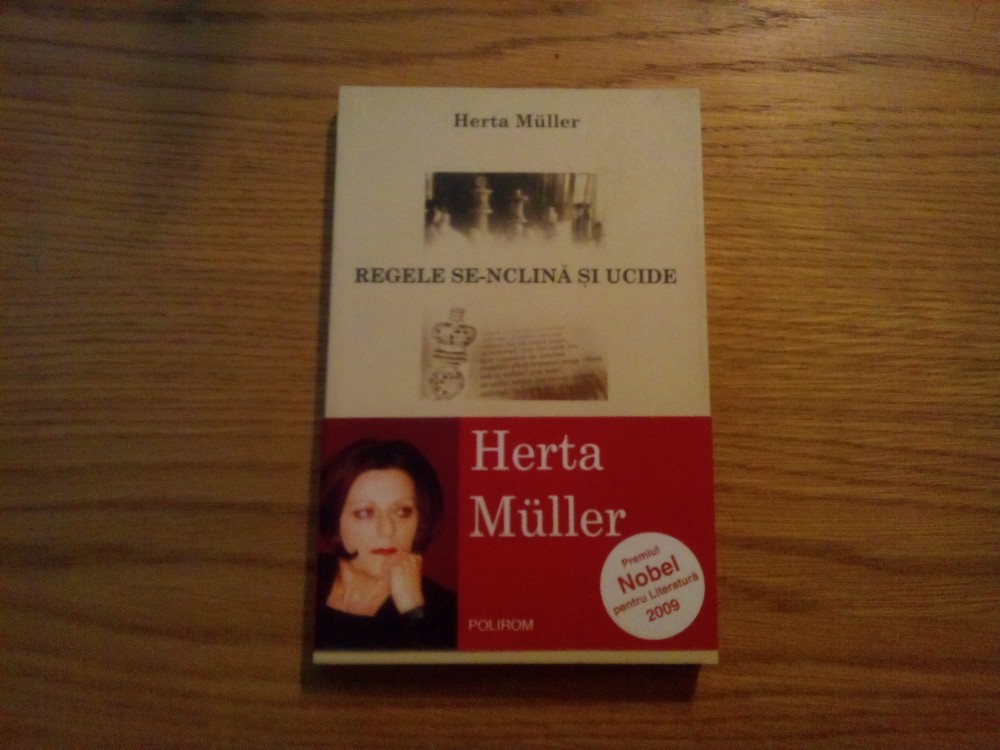 Herta Müller
REGELE SE-NCLINĂ ȘI UCIDE
Herta
Müller
Premiul
Nobel
pentru Literatură
2009
POLIROM